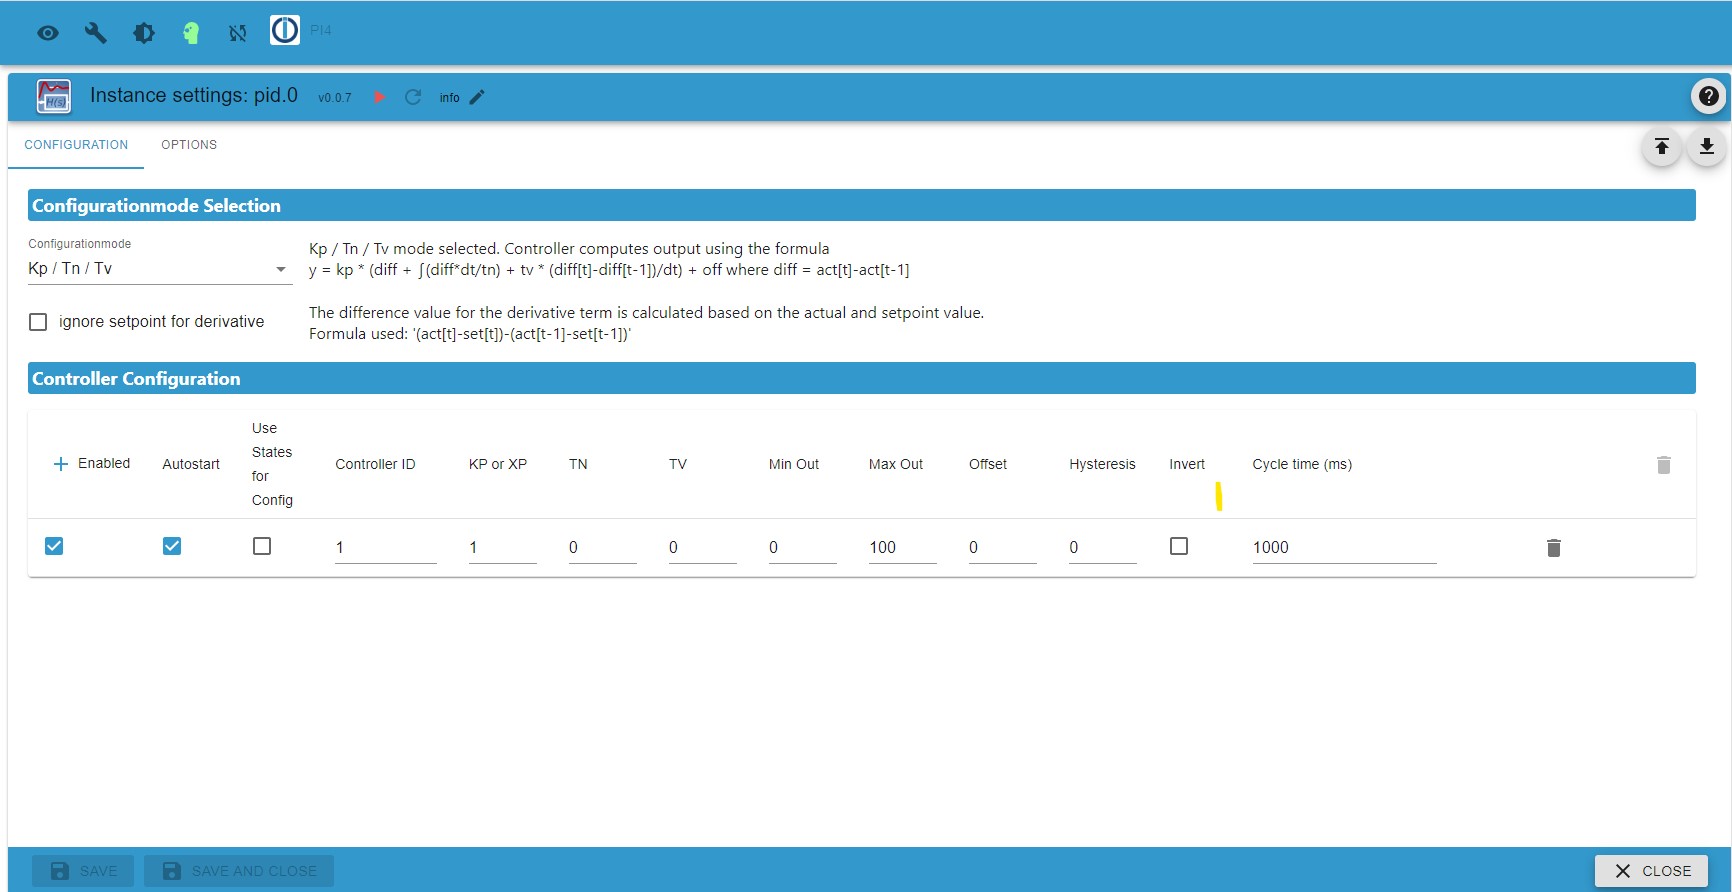 PI4
Instance settings: pid.0 v0.0.7 info
H(s)
CONFIGURATION OPTIONS
Configurationmode Selection
Configurationmode
Kp / Tn / Tv
Kp / Tn / Tv mode selected. Controller computes output using the formula
y = kp * (diff + ∫(diff*dt/tn) + tv * (diff[t]-diff[t-1])/dt) + off where diff = act[t]-act[t-1]
ignore setpoint for derivative
The difference value for the derivative term is calculated based on the actual and setpoint value.
Formula used: '(act[t]-set[t])-(act[t-1]-set[t-1])'
Controller Configuration
Enabled Autostart Use States for Config Controller ID KP or XP TN TV Min Out Max Out Offset Hysteresis Invert Cycle time (ms)
1 1 0 0 0 100 0 0 1000
SAVE SAVE AND CLOSE CLOSE